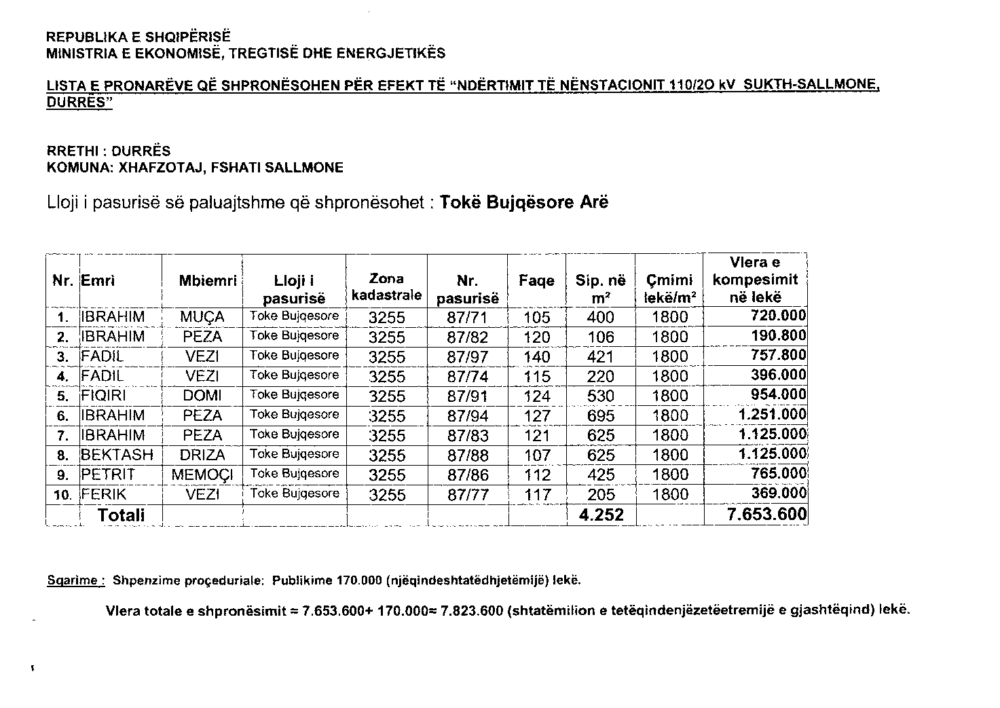 REPUBLIKA E SHQIPËRISË
MINISTRIA E EKONOMISË, TREGTISË DHE ENERGJETIKËS
LISTA E PRONARËVE QË SHPRONËSOHEN PËR EFEKT TË “NDËRTIMIT TË NËNSTACIONIT 110/2O kV SUKTH-SALLMONE,
DURRËS”
RRETHI : DURRËS
KOMUNA: XHAFZOTAJ, FSHATI SALLMONE
Lloji i pasurisë së paluajtshme që shpronësohet : Tokë Bujqësore Arë
Nr. Emri Mbiemri Lloji i pasurisë Zona kadastrale Nr. pasurisë Faqe Sip. në m² Çmimi lekë/m² Vlera e kompesimit në lekë
1. IBRAHIM MUÇA Toke Bujqesore 3255 87/71 105 400 1800 720.000
2. IBRAHIM PEZA Toke Bujqesore 3255 87/82 120 106 1800 190.800
3. FADIL VEZI Toke Bujqesore 3255 87/97 140 421 1800 757.800
4. FADIL VEZI Toke Bujqesore 3255 87/74 115 220 1800 396.000
5. FIQIRI DOMI Toke Bujqesore 3255 87/91 124 530 1800 954.000
6. IBRAHIM PEZA Toke Bujqesore 3255 87/94 127 695 1800 1.251.000
7. IBRAHIM PEZA Toke Bujqesore 3255 87/83 121 625 1800 1.125.000
8. BEKTASH DRIZA Toke Bujqesore 3255 87/88 107 625 1800 1.125.000
9. PETRIT MEMOÇI Toke Bujqesore 3255 87/86 112 425 1800 765.000
10. FERIK VEZI Toke Bujqesore 3255 87/77 117 205 1800 369.000
Totali 4.252 7.653.600
Sqarime : Shpenzime proçeduriale: Publikime 170.000 (njëqindeshtatëdhjetëmijë) lekë.
Vlera totale e shpronësimit = 7.653.600+ 170.000= 7.823.600 (shtatëmilion e tetëqindenjëzetëetremijë e gjashtëqind) lekë.